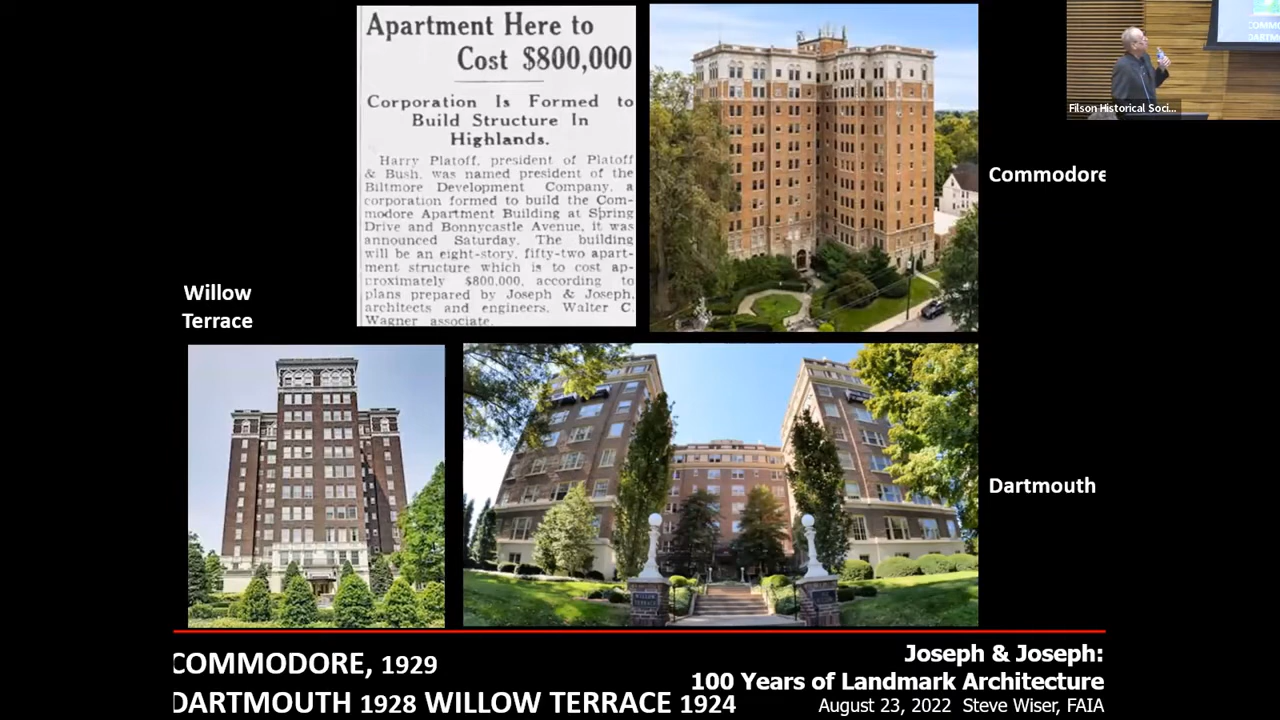 Apartment Here to
Cost $800,000
Corporation Is Formed to
Build Structure In
Highlands.
Harry Platoff, president of Platoff
& Bush, was named president of the
Biltmore Development Company, a
corporation formed to build the Com-
modore Apartment Building at Spring
Drive and Bonnycastle Avenue, it was
announced Saturday. The building
will be an eight-story, fifty-two apart-
ment structure which is to cost ap-
proximately $800,000, according to
plans prepared by Joseph & Joseph,
architects and engineers, Walter C.
Wagner associate.
Commodore
Filson Historical Soci...
COMMO
DARTM
Willow
Terrace
Dartmouth
WILLOW
TERRACE
COMMODORE, 1929
DARTMOUTH 1928 WILLOW TERRACE 1924
Joseph & Joseph:
100 Years of Landmark Architecture
August 23, 2022 Steve Wiser, FAIA